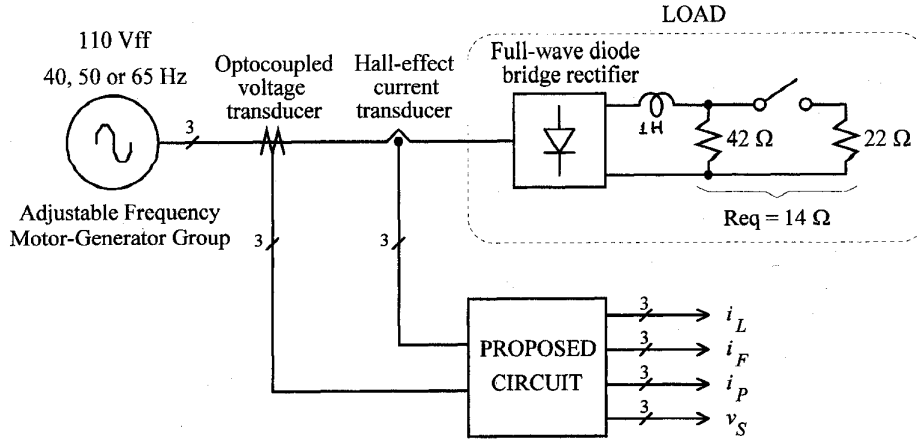 LOAD
110 Vff
40, 50 or 65 Hz
Optocoupled
voltage
transducer
Hall-effect
current
transducer
Full-wave diode
bridge rectifier
3
1H
42 Ω
22 Ω
Req = 14 Ω
Adjustable Frequency
Motor-Generator Group
3
3
PROPOSED
CIRCUIT
3
i_L
3
i_F
3
i_P
3
v_S